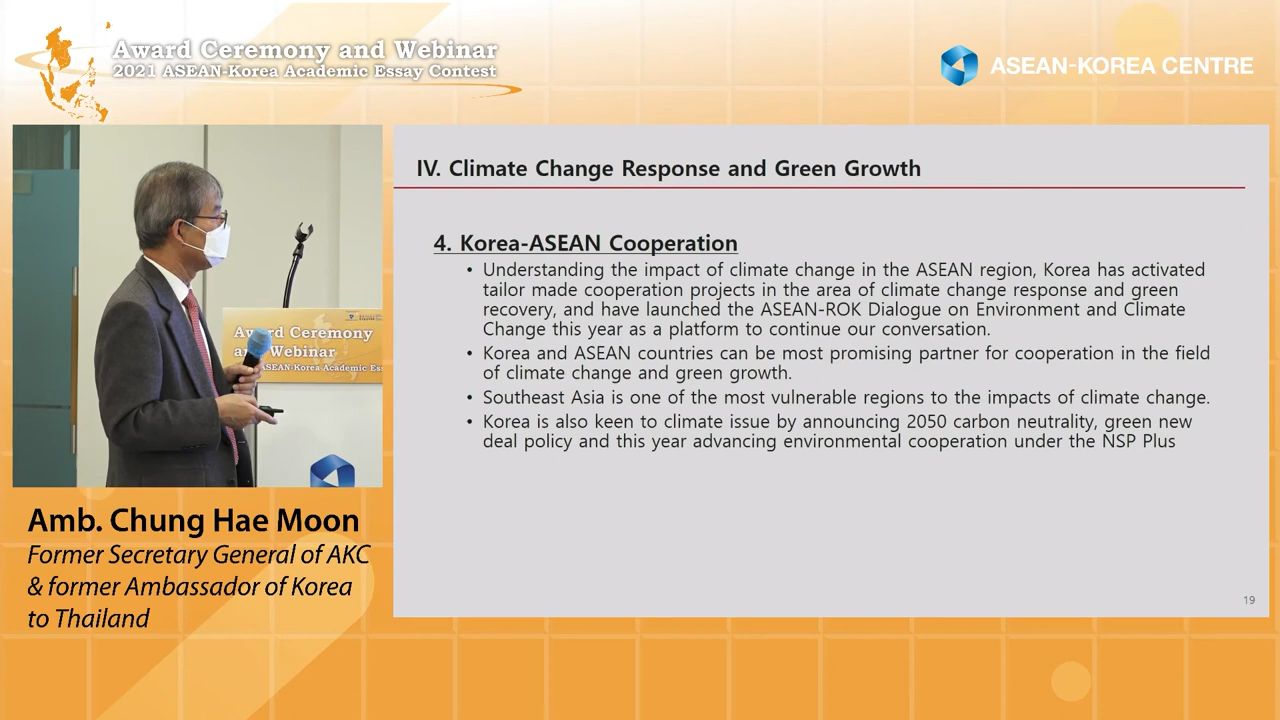 Award Ceremony and Webinar
2021 ASEAN-Korea Academic Essay Contest
ASEAN-KOREA CENTRE
IV. Climate Change Response and Green Growth
4. Korea-ASEAN Cooperation
• Understanding the impact of climate change in the ASEAN region, Korea has activated
tailor made cooperation projects in the area of climate change response and green
recovery, and have launched the ASEAN-ROK Dialogue on Environment and Climate
Change this year as a platform to continue our conversation.
• Korea and ASEAN countries can be most promising partner for cooperation in the field
of climate change and green growth.
• Southeast Asia is one of the most vulnerable regions to the impacts of climate change.
• Korea is also keen to climate issue by announcing 2050 carbon neutrality, green new
deal policy and this year advancing environmental cooperation under the NSP Plus
19
Ceremony
Webinar
ASEAN-Korea Academic
Amb. Chung Hae Moon
Former Secretary General of AKC
& former Ambassador of Korea
to Thailand